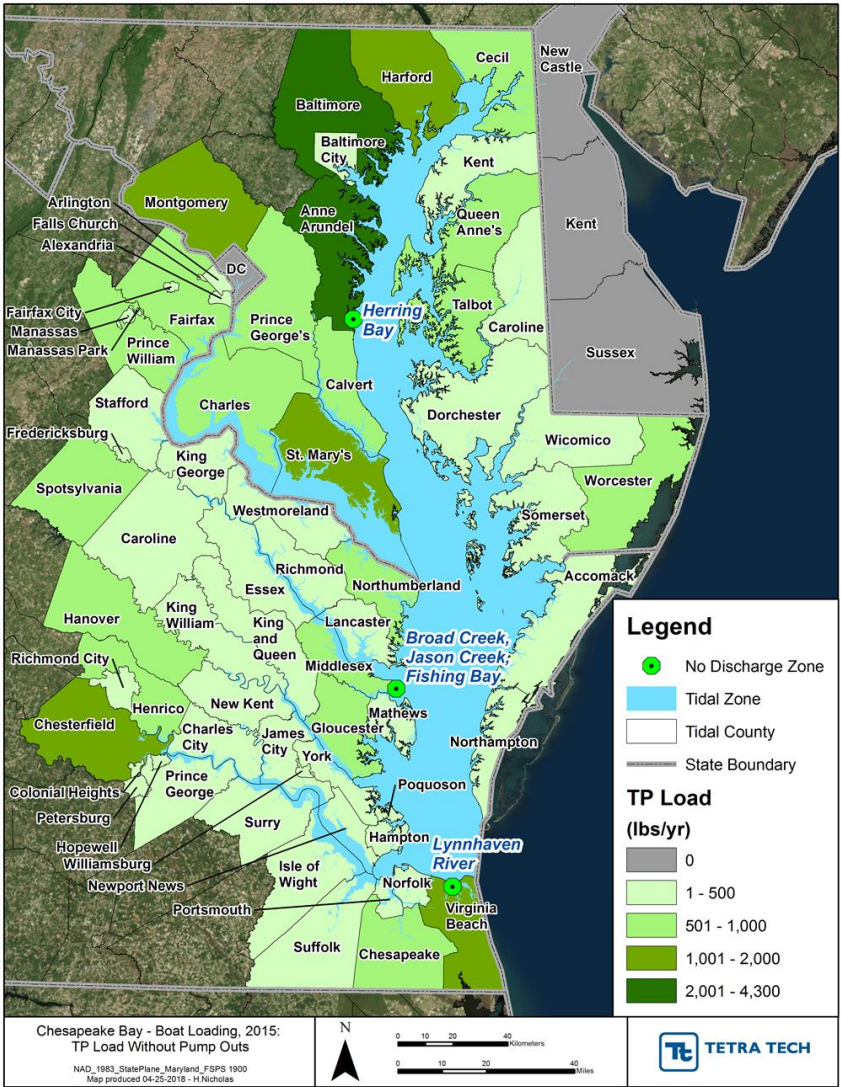 Cecil
New
Castle
Harford
Baltimore
Baltimore
City
Kent
Arlington
Falls Church
Alexandria
Montgomery
Anne
Arundel
Queen
Anne's
Kent
DC
Fairfax City
Manassas
Manassas Park
Fairfax
Prince
William
Prince
George's
Herring
Bay
Talbot
Caroline
Sussex
Stafford
Fredericksburg
Charles
Calvert
Dorchester
Wicomico
King
George
St. Mary's
Spotsylvania
Worcester
Westmoreland
Somerset
Caroline
Richmond
Essex
Northumberland
Accomack
Hanover
King
William
King
and
Queen
Lancaster
Broad Creek,
Jason Creek,
Fishing Bay
Richmond City
Middlesex
Henrico
New Kent
Chesterfield
Charles
City
James
City
Gloucester
Mathews
York
Northampton
Colonial Heights
Petersburg
Prince
George
Poquoson
Hopewell
Williamsburg
Newport News
Surry
Hampton
Lynnhaven
River
Isle of
Wight
Norfolk
Portsmouth
Virginia
Beach
Suffolk
Chesapeake
Legend
No Discharge Zone
Tidal Zone
Tidal County
State Boundary
TP Load
(lbs/yr)
0
1 - 500
501 - 1,000
1,001 - 2,000
2,001 - 4,300
Chesapeake Bay - Boat Loading, 2015:
TP Load Without Pump Outs
NAD_1983_StatePlane_Maryland_FSPS 1900
Map produced 04-25-2018 - H.Nicholas
N
0 10 20 40
Kilometers
0 10 20 40
Miles
Tt TETRA TECH